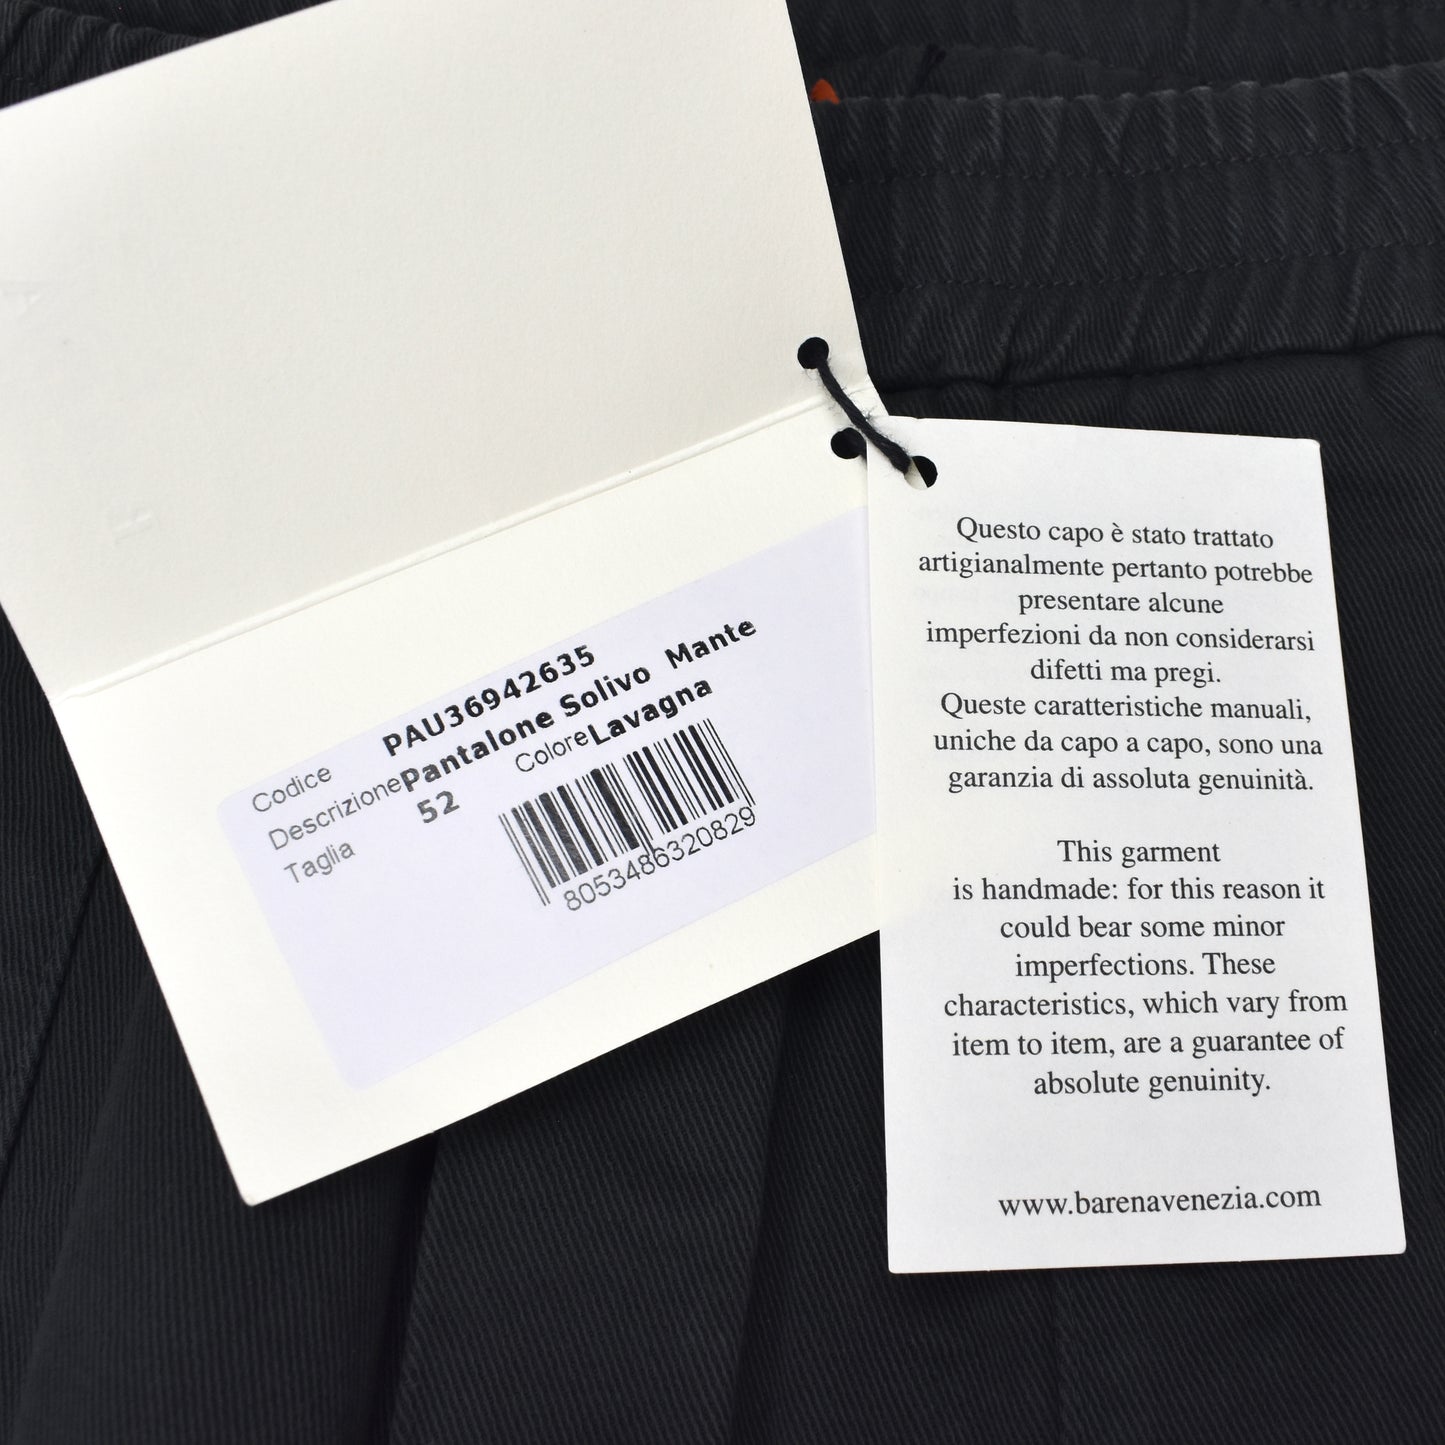 Codice PAU36942635
Descrizione Pantalone Solivo Mante
Taglia 52 Colore Lavagna
8053486320829
Questo capo è stato trattato
artigianalmente pertanto potrebbe
presentare alcune
imperfezioni da non considerarsi
difetti ma pregi.
Queste caratteristiche manuali,
uniche da capo a capo, sono una
garanzia di assoluta genuinità.
This garment
is handmade: for this reason it
could bear some minor
imperfections. These
characteristics, which vary from
item to item, are a guarantee of
absolute genuinity.
www.barenavenezia.com